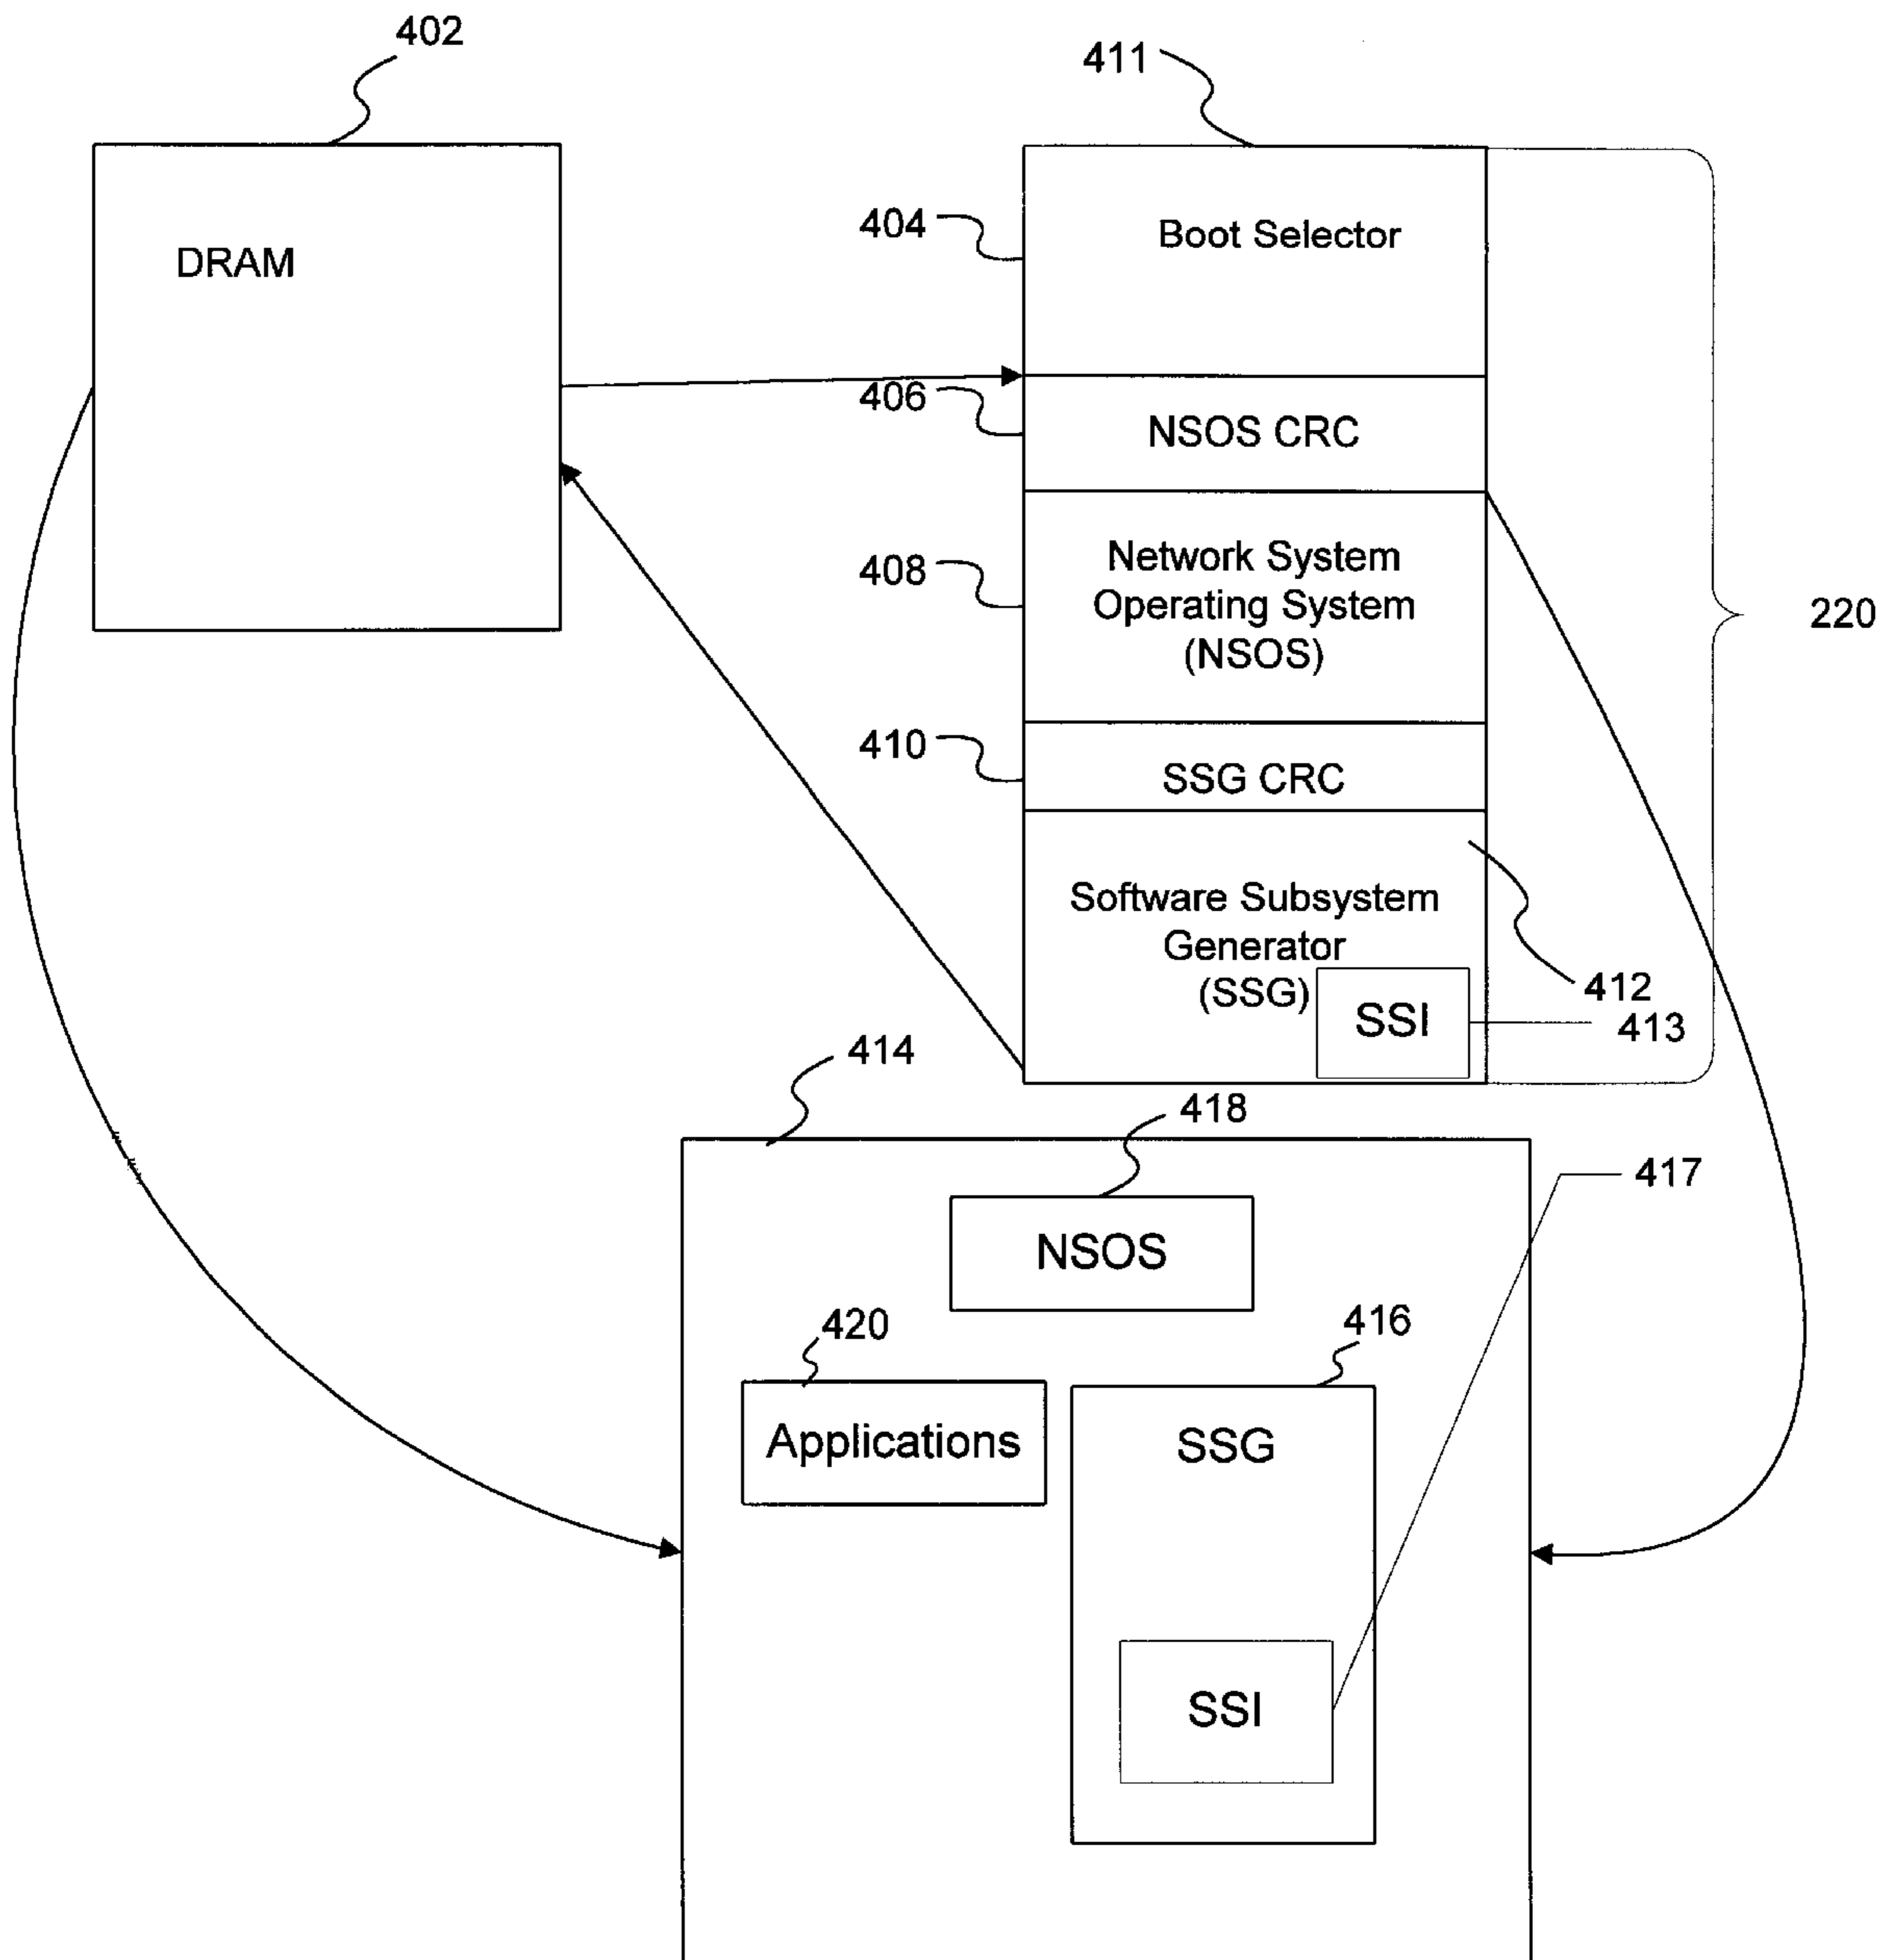 402
411
404
Boot Selector
DRAM
406
NSOS CRC
408
Network System
Operating System
(NSOS)
220
410
SSG CRC
Software Subsystem
Generator
(SSG)
412
SSI
413
414
418
417
NSOS
420
416
Applications
SSG
SSI